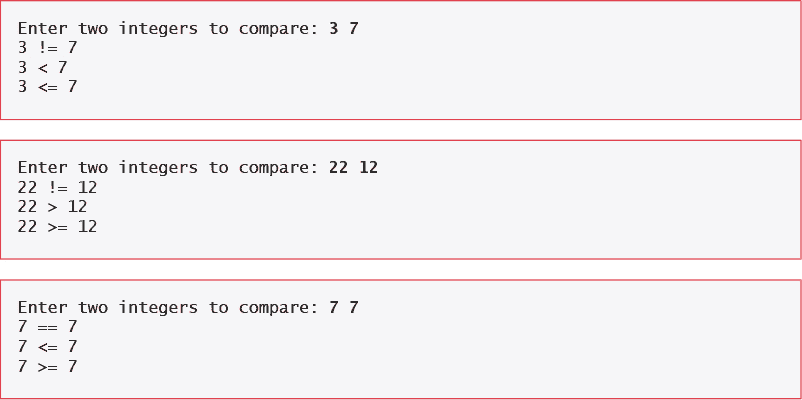 Enter two integers to compare: 3 7
3 != 7
3 < 7
3 <= 7
Enter two integers to compare: 22 12
22 != 12
22 > 12
22 >= 12
Enter two integers to compare: 7 7
7 == 7
7 <= 7
7 >= 7